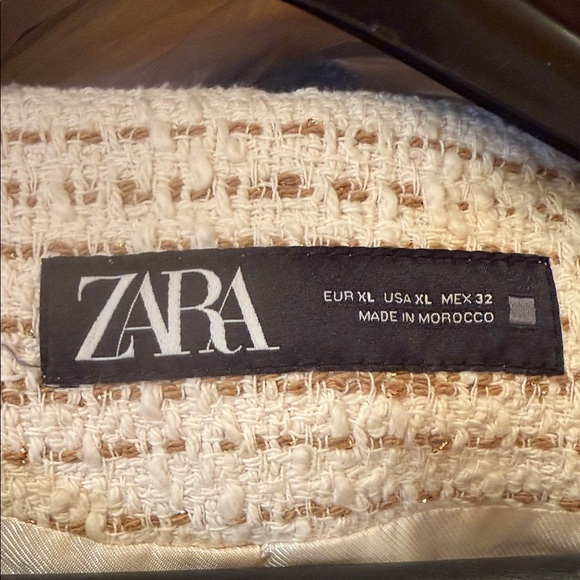 ZARA
EUR XL USA XL MEX 32
MADE IN MOROCCO